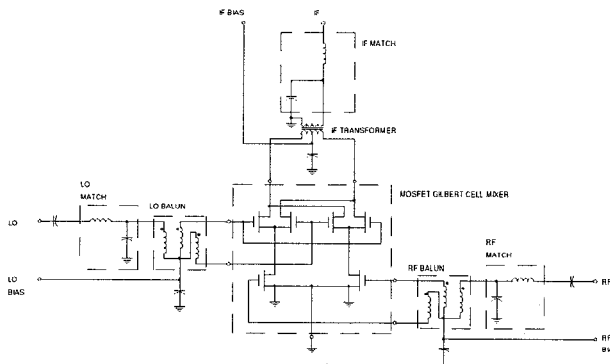 IF BIAS
IF
IF MATCH
IF TRANSFORMER
LO
MATCH
LO BALUN
MOSFET GILBERT CELL MIXER
LO
LO
BIAS
RF BALUN
RF
MATCH
RF
RF